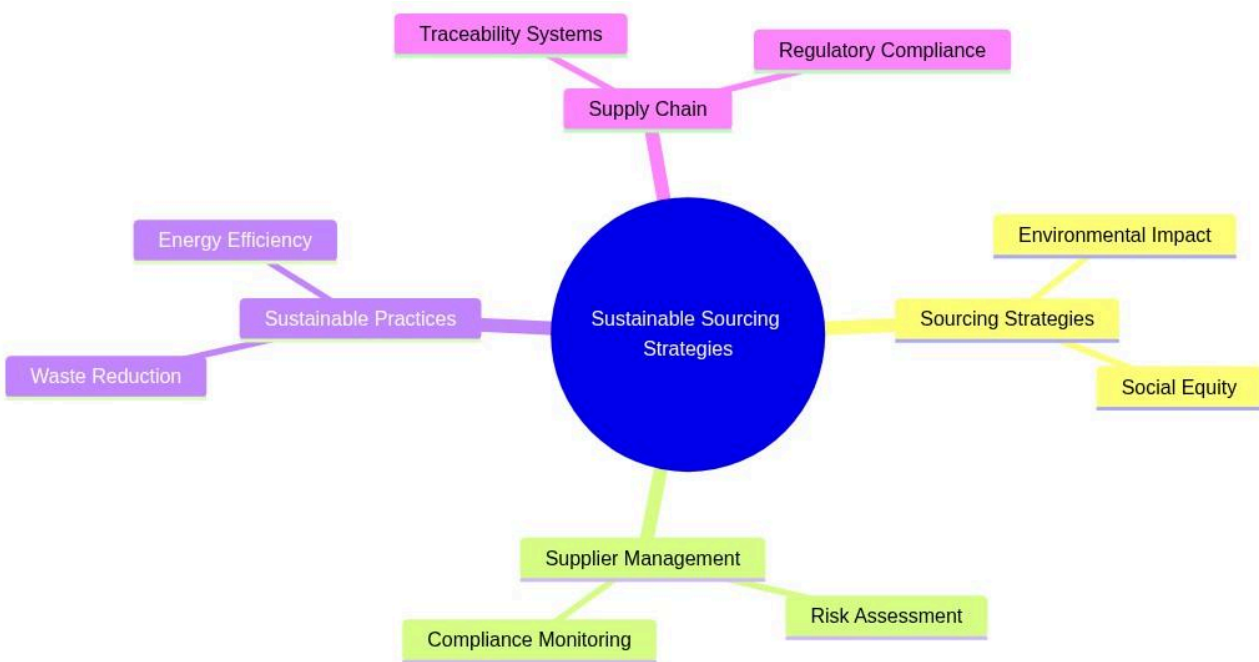 Traceability Systems
Regulatory Compliance
Supply Chain
Energy Efficiency
Environmental Impact
Sustainable Practices
Sustainable Sourcing
Strategies
Sourcing Strategies
Waste Reduction
Social Equity
Supplier Management
Risk Assessment
Compliance Monitoring